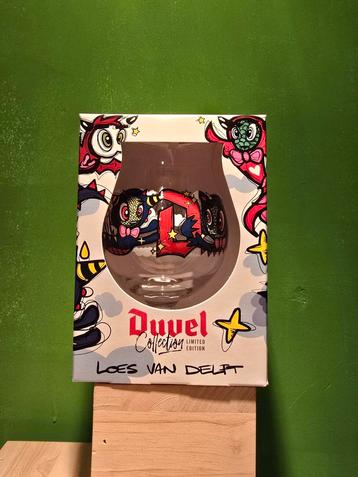 D
Duvel
Collection LIMITED EDITION
LOES VAN DELFT